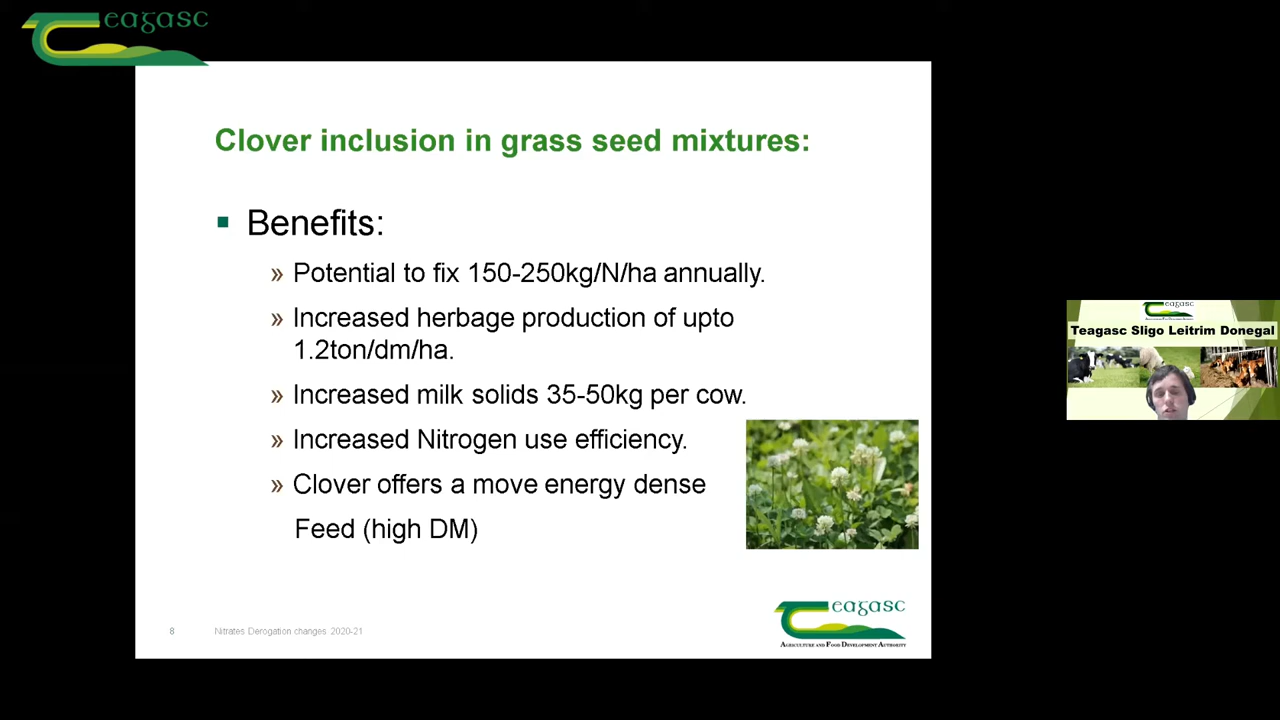 eagasc
Clover inclusion in grass seed mixtures:
Benefits:
» Potential to fix 150-250kg/N/ha annually.
» Increased herbage production of upto
1.2ton/dm/ha.
» Increased milk solids 35-50kg per cow.
» Increased Nitrogen use efficiency.
» Clover offers a move energy dense
Feed (high DM)
8
Nitrates Derogation changes 2020-21
eagasc
AGRICULTURE AND FOOD DEVELOPMENT AUTHORITY
eagasc
Teagasc Sligo Leitrim Donegal